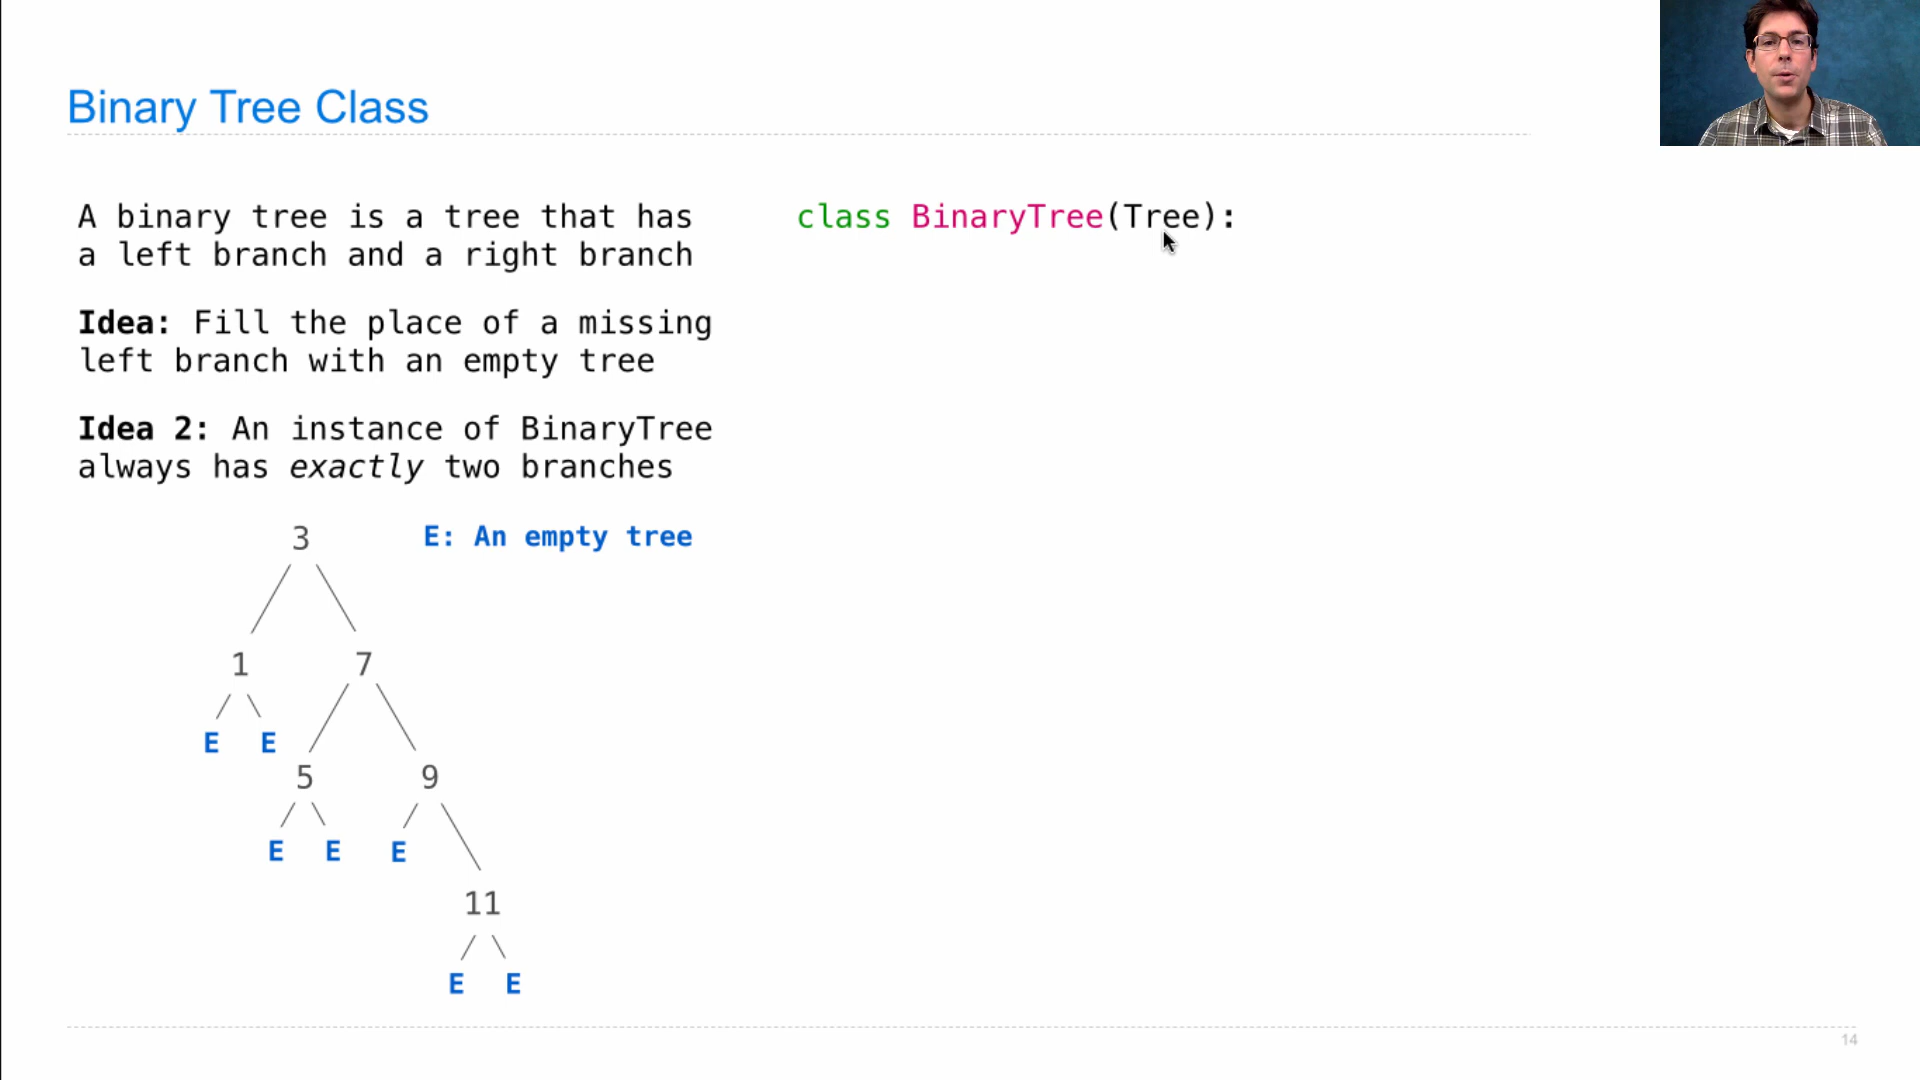 Binary Tree Class
A binary tree is a tree that has
a left branch and a right branch
Idea: Fill the place of a missing
left branch with an empty tree
Idea 2: An instance of BinaryTree
always has exactly two branches
class BinaryTree(Tree):
E: An empty tree
3
1 7
E E
5 9
E E E
11
E E
14